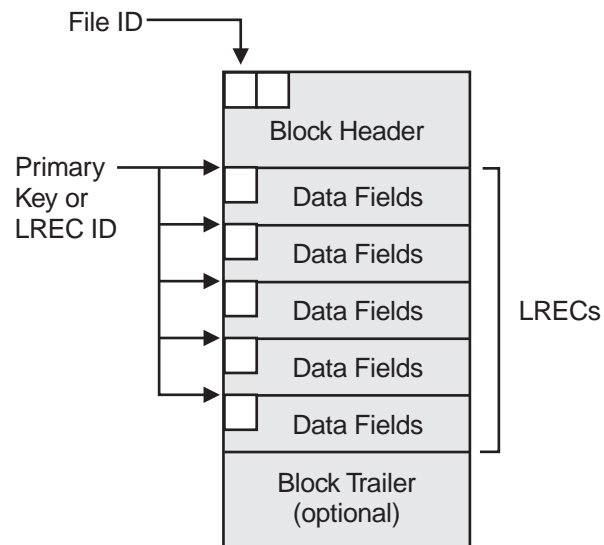 File ID
Block Header
Primary
Key or
LREC ID
Data Fields
Data Fields
Data Fields
Data Fields
Data Fields
LRECs
Block Trailer
(optional)